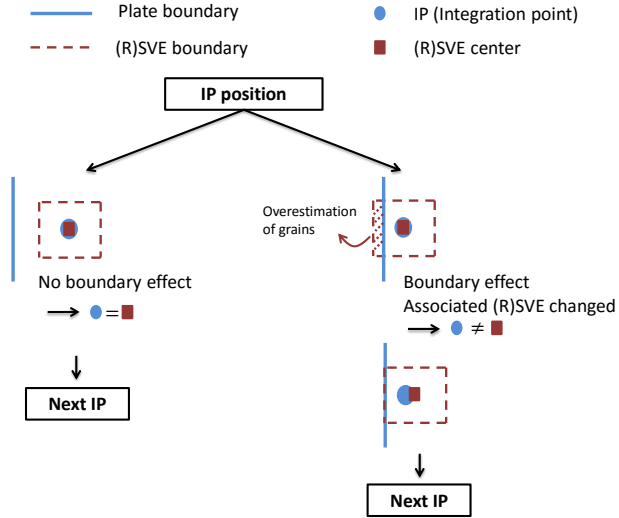 Plate boundary
IP (Integration point)
(R)SVE boundary
(R)SVE center
IP position
Overestimation
of grains
No boundary effect
=
Boundary effect
Associated (R)SVE changed
≠
Next IP
Next IP